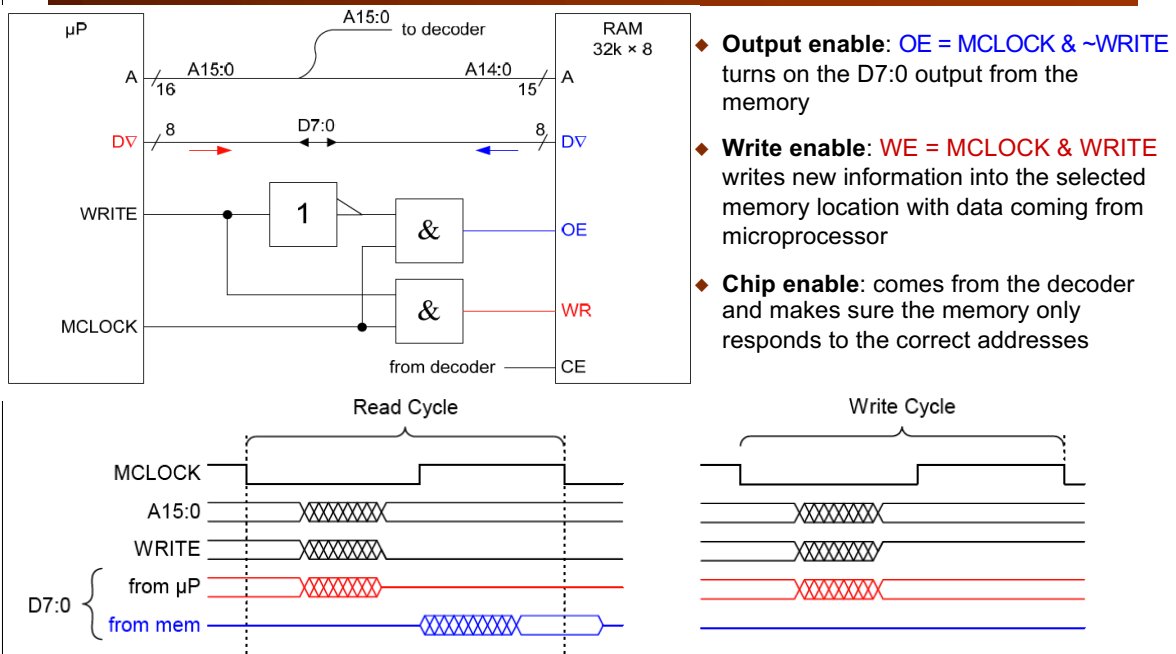 μP
A15:0
to decoder
RAM
32k × 8
A
A15:0
16
A14:0
15
A
D∇
8
D7:0
8
D∇
WRITE
1
&
OE
&
WR
MCLOCK
from decoder
CE
◆ Output enable: OE = MCLOCK & ~WRITE
turns on the D7:0 output from the
memory
◆ Write enable: WE = MCLOCK & WRITE
writes new information into the selected
memory location with data coming from
microprocessor
◆ Chip enable: comes from the decoder
and makes sure the memory only
responds to the correct addresses
Read Cycle
Write Cycle
MCLOCK
A15:0
WRITE
D7:0
from μP
from mem